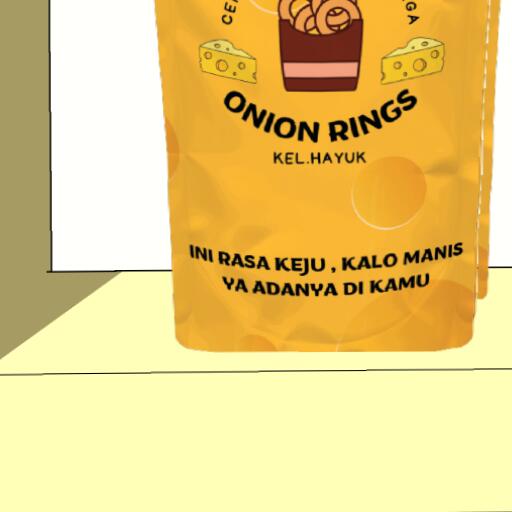 ONION RINGS
KEL.HAYUK
INI RASA KEJU , KALO MANIS
YA ADANYA DI KAMU